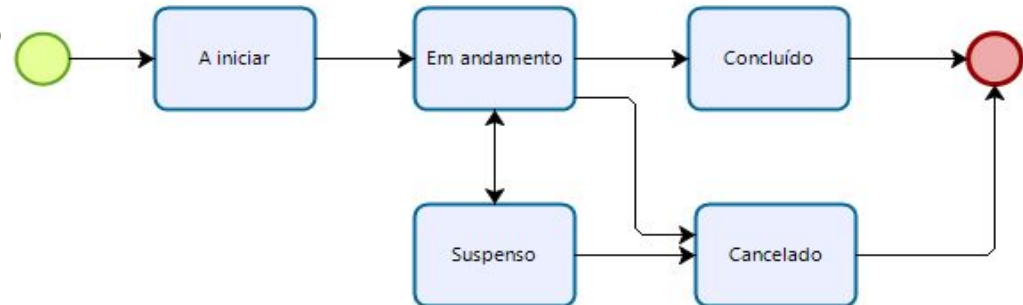 A iniciar
Em andamento
Concluído
Suspenso
Cancelado